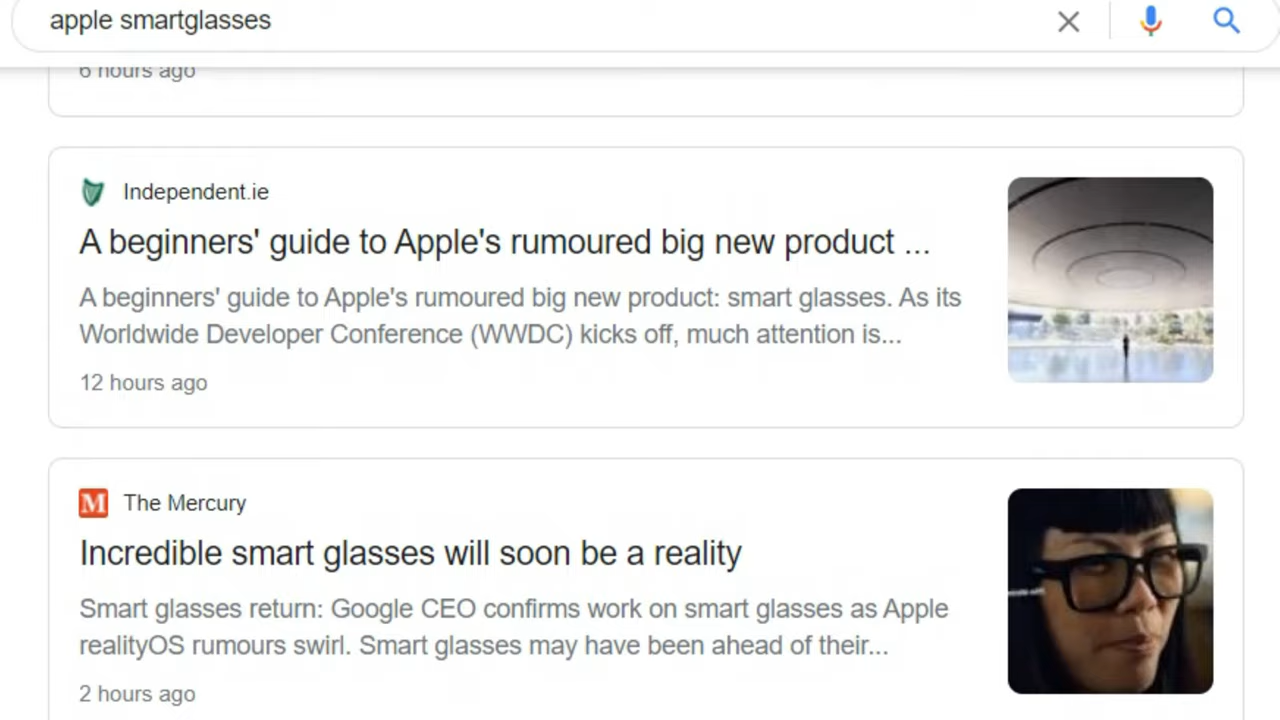 apple smartglasses
6 hours ago
Independent.ie
A beginners' guide to Apple's rumoured big new product ...
A beginners' guide to Apple's rumoured big new product: smart glasses. As its
Worldwide Developer Conference (WWDC) kicks off, much attention is...
12 hours ago
M The Mercury
Incredible smart glasses will soon be a reality
Smart glasses return: Google CEO confirms work on smart glasses as Apple
realityOS rumours swirl. Smart glasses may have been ahead of their...
2 hours ago